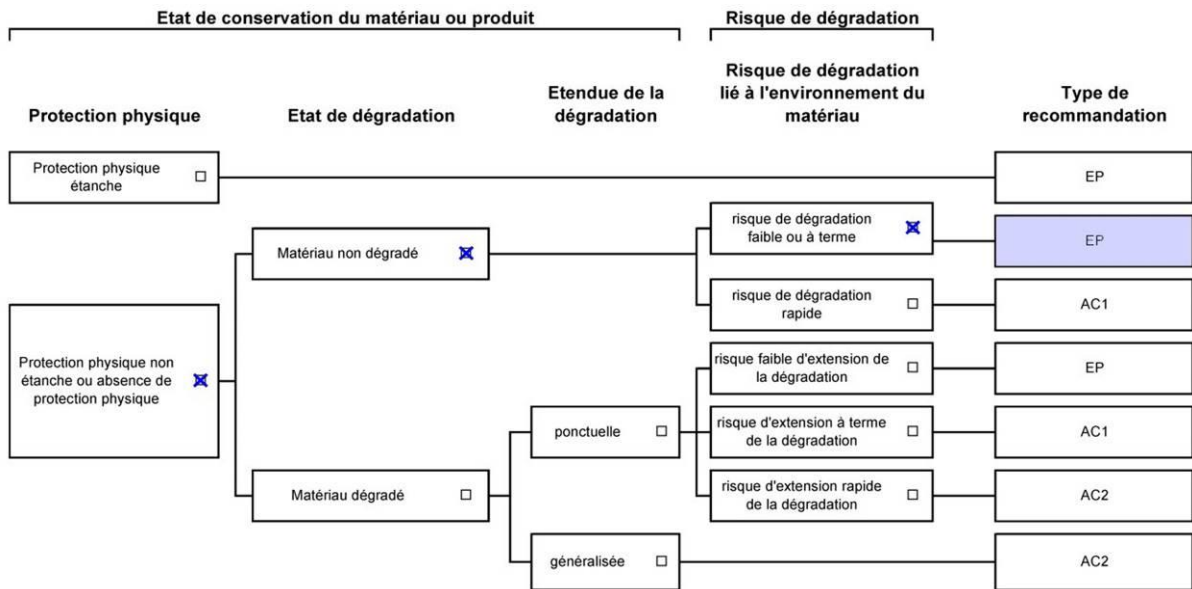 Etat de conservation du matériau ou produit
Risque de dégradation
Protection physique
Etat de dégradation
Etendue de la
dégradation
Risque de dégradation
lié à l'environnement du
matériau
Type de
recommandation
Protection physique
étanche
EP
Matériau non dégradé
risque de dégradation
faible ou à terme
EP
risque de dégradation
rapide
AC1
Protection physique non
étanche ou absence de
protection physique
risque faible d'extension de
la dégradation
EP
ponctuelle
risque d'extension à terme
de la dégradation
AC1
Matériau dégradé
risque d'extension rapide
de la dégradation
AC2
généralisée
AC2